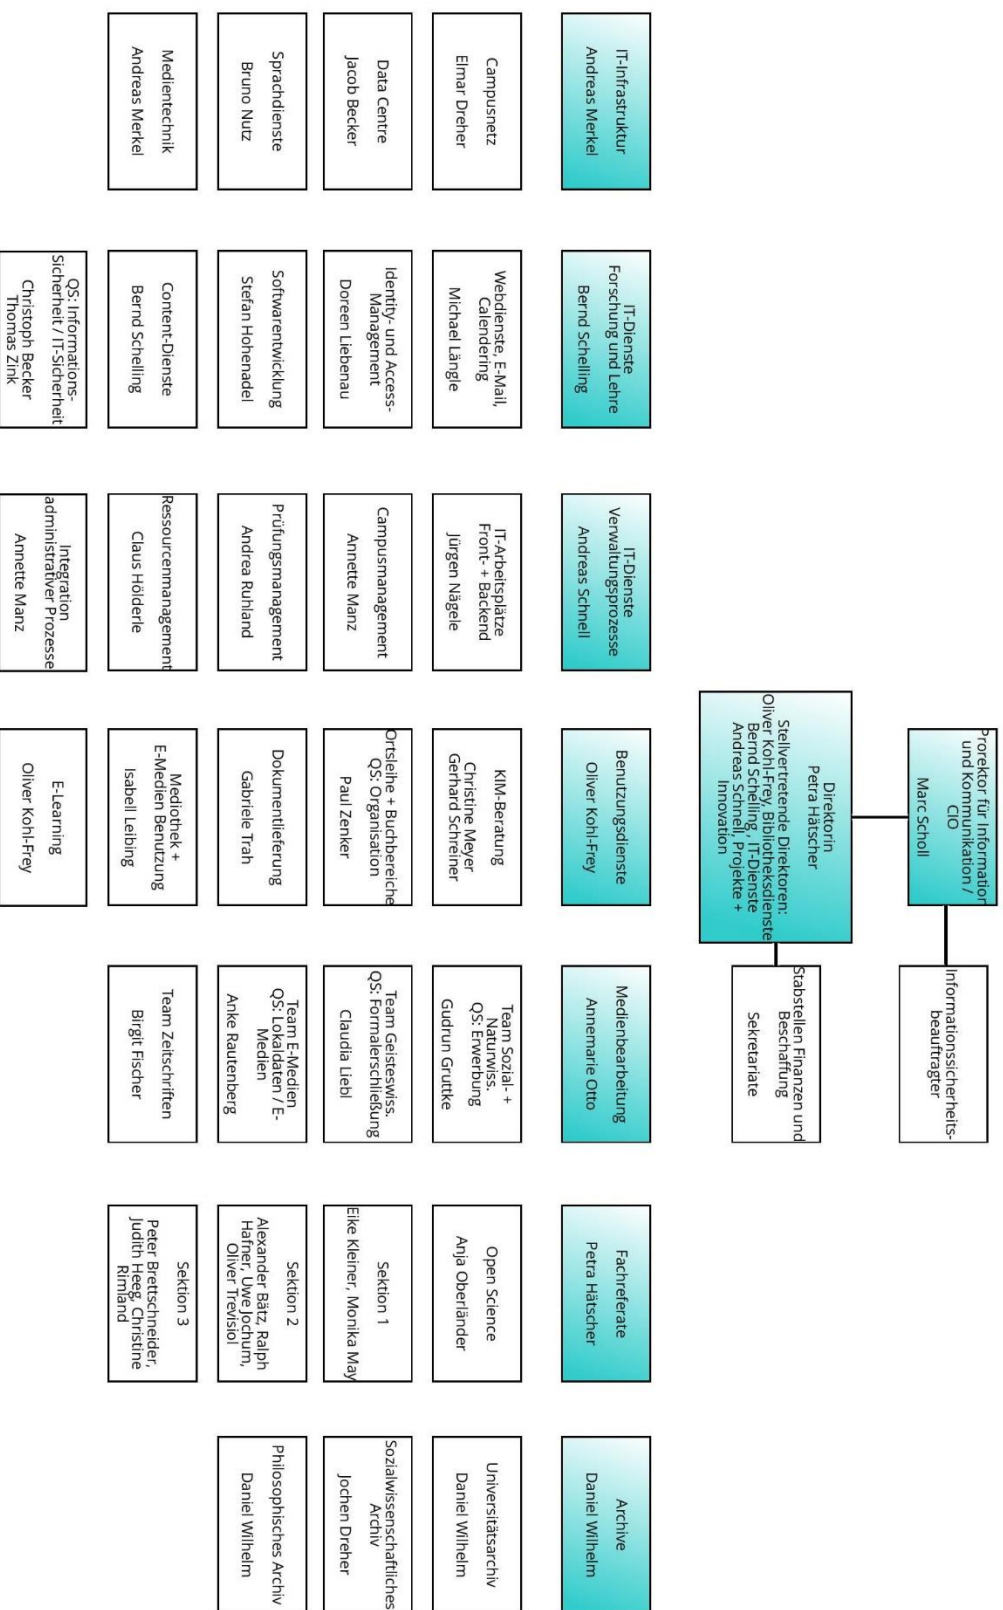 Prorektor für Information
und Kommunikation /
CIO
Marc Scholl
Informationssicherheits-
beauftragter
Direktorin
Petra Hätscher
Stellvertretende Direktoren:
Oliver Kohl-Frey, Bibliotheksdienste
Bernd Schelling , IT-Dienste
Andreas Schnell, Projekte +
Innovation
Stabstellen Finanzen und
Beschaffung
Sekretariate
IT-Infrastruktur
Andreas Merkel
Campusnetz
Elmar Dreher
Data Centre
Jacob Becker
Sprachdienste
Bruno Nutz
Medientechnik
Andreas Merkel
IT-Dienste
Forschung und Lehre
Bernd Schelling
Webdienste, E-Mail,
Calendering
Michael Längle
Identity- und Access-
Management
Doreen Liebenau
Softwarentwicklung
Stefan Hohenadel
Content-Dienste
Bernd Schelling
QS: Informations-
Sicherheit / IT-Sicherheit
Christoph Becker
Thomas Zink
IT-Dienste
Verwaltungsprozesse
Andreas Schnell
IT-Arbeitsplätze
Front- + Backend
Jürgen Nägele
Campusmanagement
Annette Manz
Prüfungsmanagement
Andrea Ruhland
Ressourcenmanagement
Claus Hölderle
Integration
administrativer Prozesse
Annette Manz
Benutzungsdienste
Oliver Kohl-Frey
KIM-Beratung
Christine Meyer
Gerhard Schreiner
Ortsleihe + Buchbereiche
QS: Organisation
Paul Zenker
Dokumentlieferung
Gabriele Trah
Mediothek +
E-Medien Benutzung
Isabell Leibing
E-Learning
Oliver Kohl-Frey
Medienbearbeitung
Annemarie Otto
Team Sozial- +
Naturwiss.
QS: Erwerbung
Gudrun Gruttke
Team Geisteswiss.
QS: Formalerschließung
Claudia Liebl
Team E-Medien
QS: Lokaldaten / E-
Medien
Anke Rautenberg
Team Zeitschriften
Birgit Fischer
Fachreferate
Petra Hätscher
Open Science
Anja Oberländer
Sektion 1
Eike Kleiner, Monika May
Sektion 2
Alexander Bätz, Ralph
Hafner, Uwe Jochum,
Oliver Trevisiol
Sektion 3
Peter Brettschneider,
Judith Heeg, Christine
Rimland
Archive
Daniel Wilhelm
Universitätsarchiv
Daniel Wilhelm
Sozialwissenschaftliches
Archiv
Jochen Dreher
Philosophisches Archiv
Daniel Wilhelm